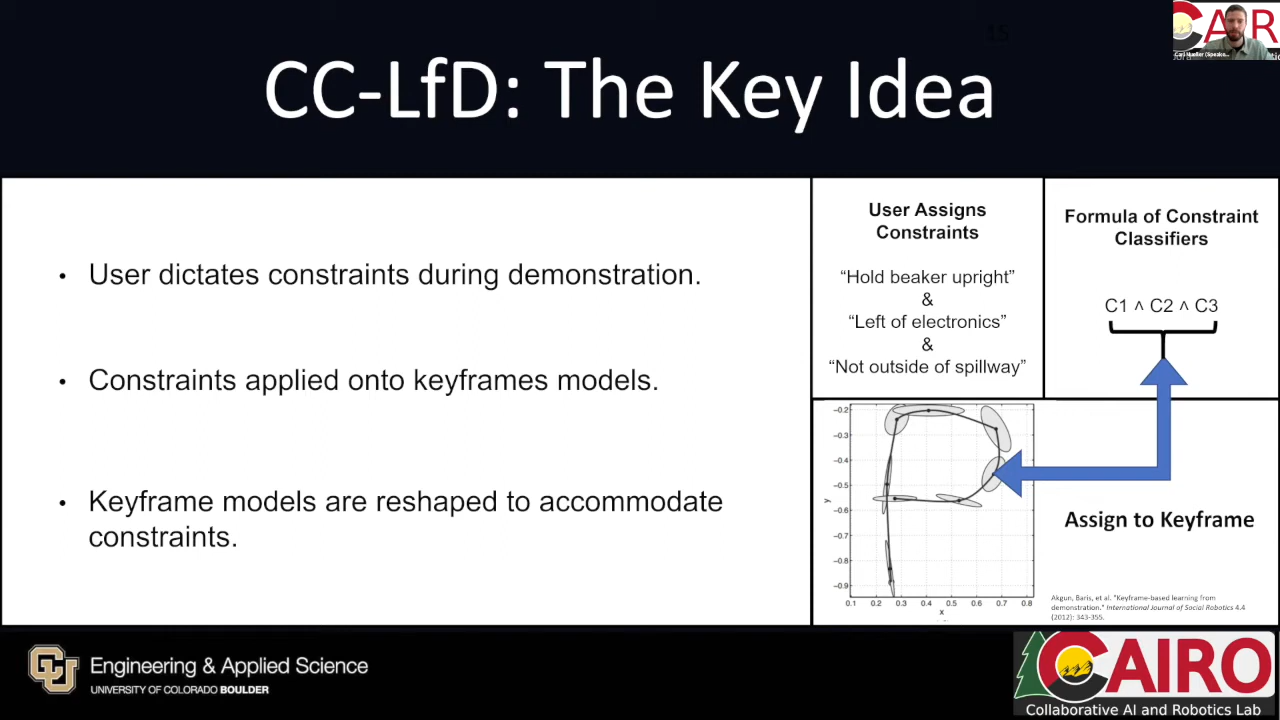 15
CC-LfD: The Key Idea
• User dictates constraints during demonstration.
• Constraints applied onto keyframes models.
• Keyframe models are reshaped to accommodate
constraints.
User Assigns
Constraints
“Hold beaker upright”
&
“Left of electronics”
&
“Not outside of spillway”
Formula of Constraint
Classifiers
C1 ∧ C2 ∧ C3
−0.2
−0.3
−0.4
−0.5
−0.6
−0.7
−0.8
−0.9
y
0.1 0.2 0.3 0.4 0.5 0.6 0.7 0.8
x
Assign to Keyframe
Akgun, Baris, et al. "Keyframe-based learning from
demonstration." International Journal of Social Robotics 4.4
(2012): 343-355.
CU
Engineering & Applied Science
UNIVERSITY OF COLORADO BOULDER
CAIRO
Collaborative AI and Robotics Lab